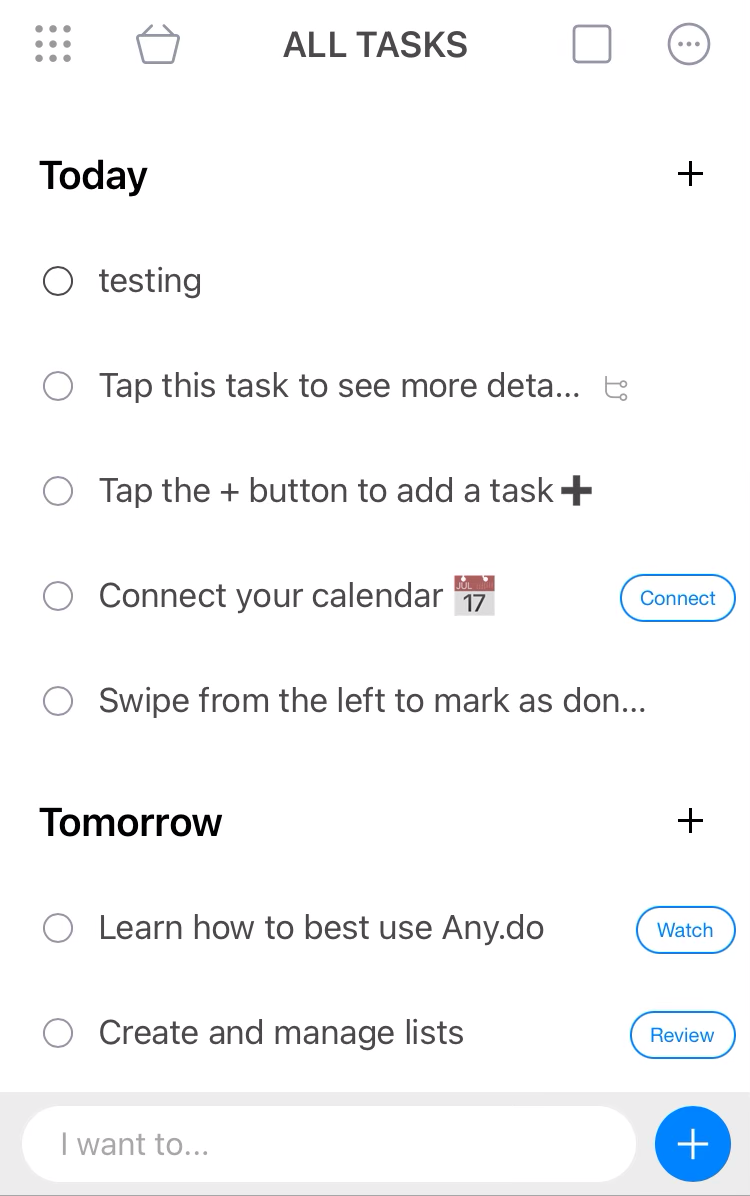 ALL TASKS
Today
testing
Tap this task to see more deta...
Tap the + button to add a task ➕
Connect your calendar 📅 JUL 17 Connect
Swipe from the left to mark as don...
Tomorrow
Learn how to best use Any.do Watch
Create and manage lists Review
I want to...